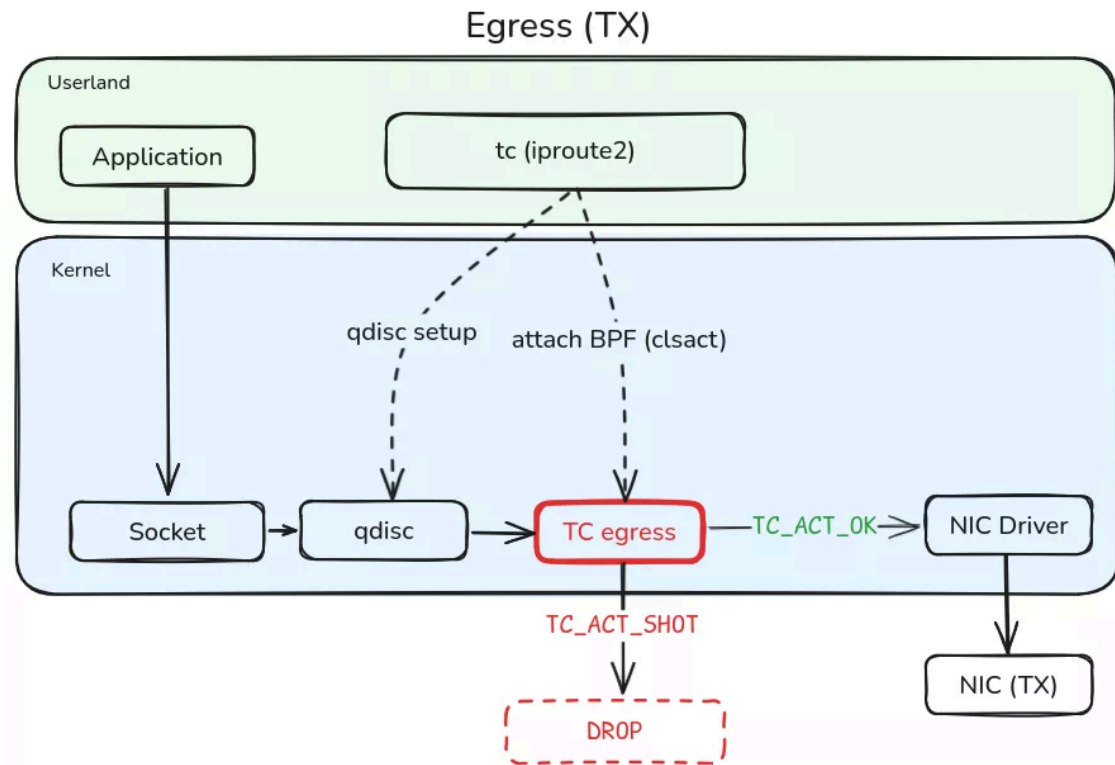 Egress (TX)
Userland
Application
tc (iproute2)
Kernel
qdisc setup
attach BPF (clsact)
Socket
qdisc
TC egress
TC_ACT_OK
NIC Driver
TC_ACT_SHOT
NIC (TX)
DROP